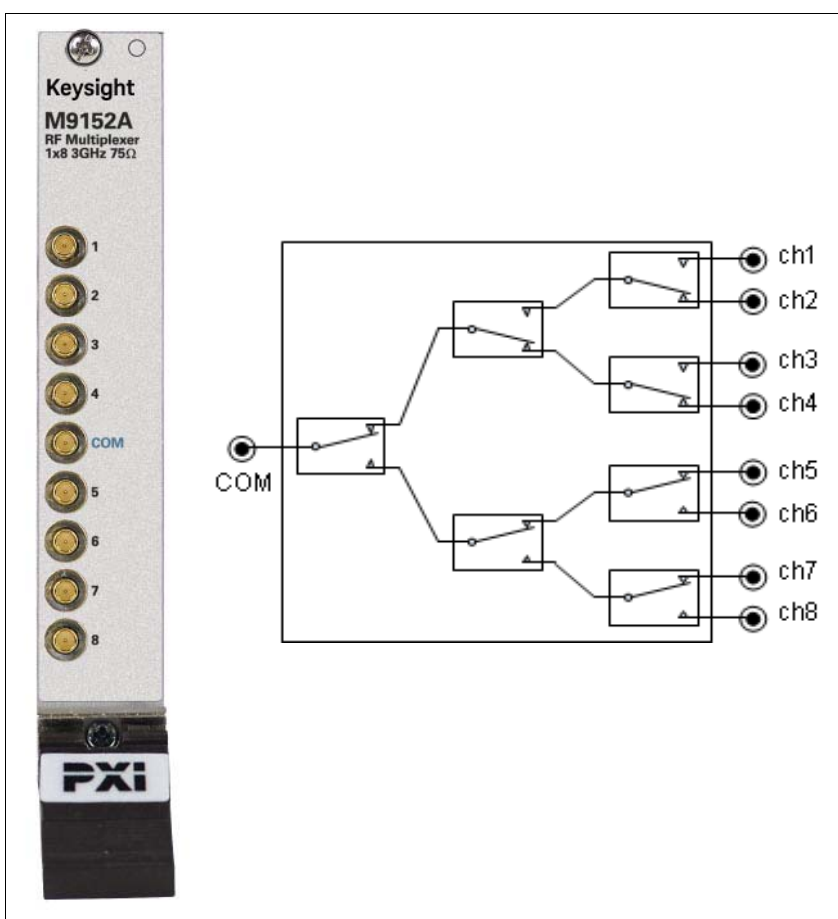 Keysight
M9152A
RF Multiplexer
1x8 3GHz 75Ω
1
2
3
4
COM
5
6
7
8
PXI
COM
ch1
ch2
ch3
ch4
ch5
ch6
ch7
ch8